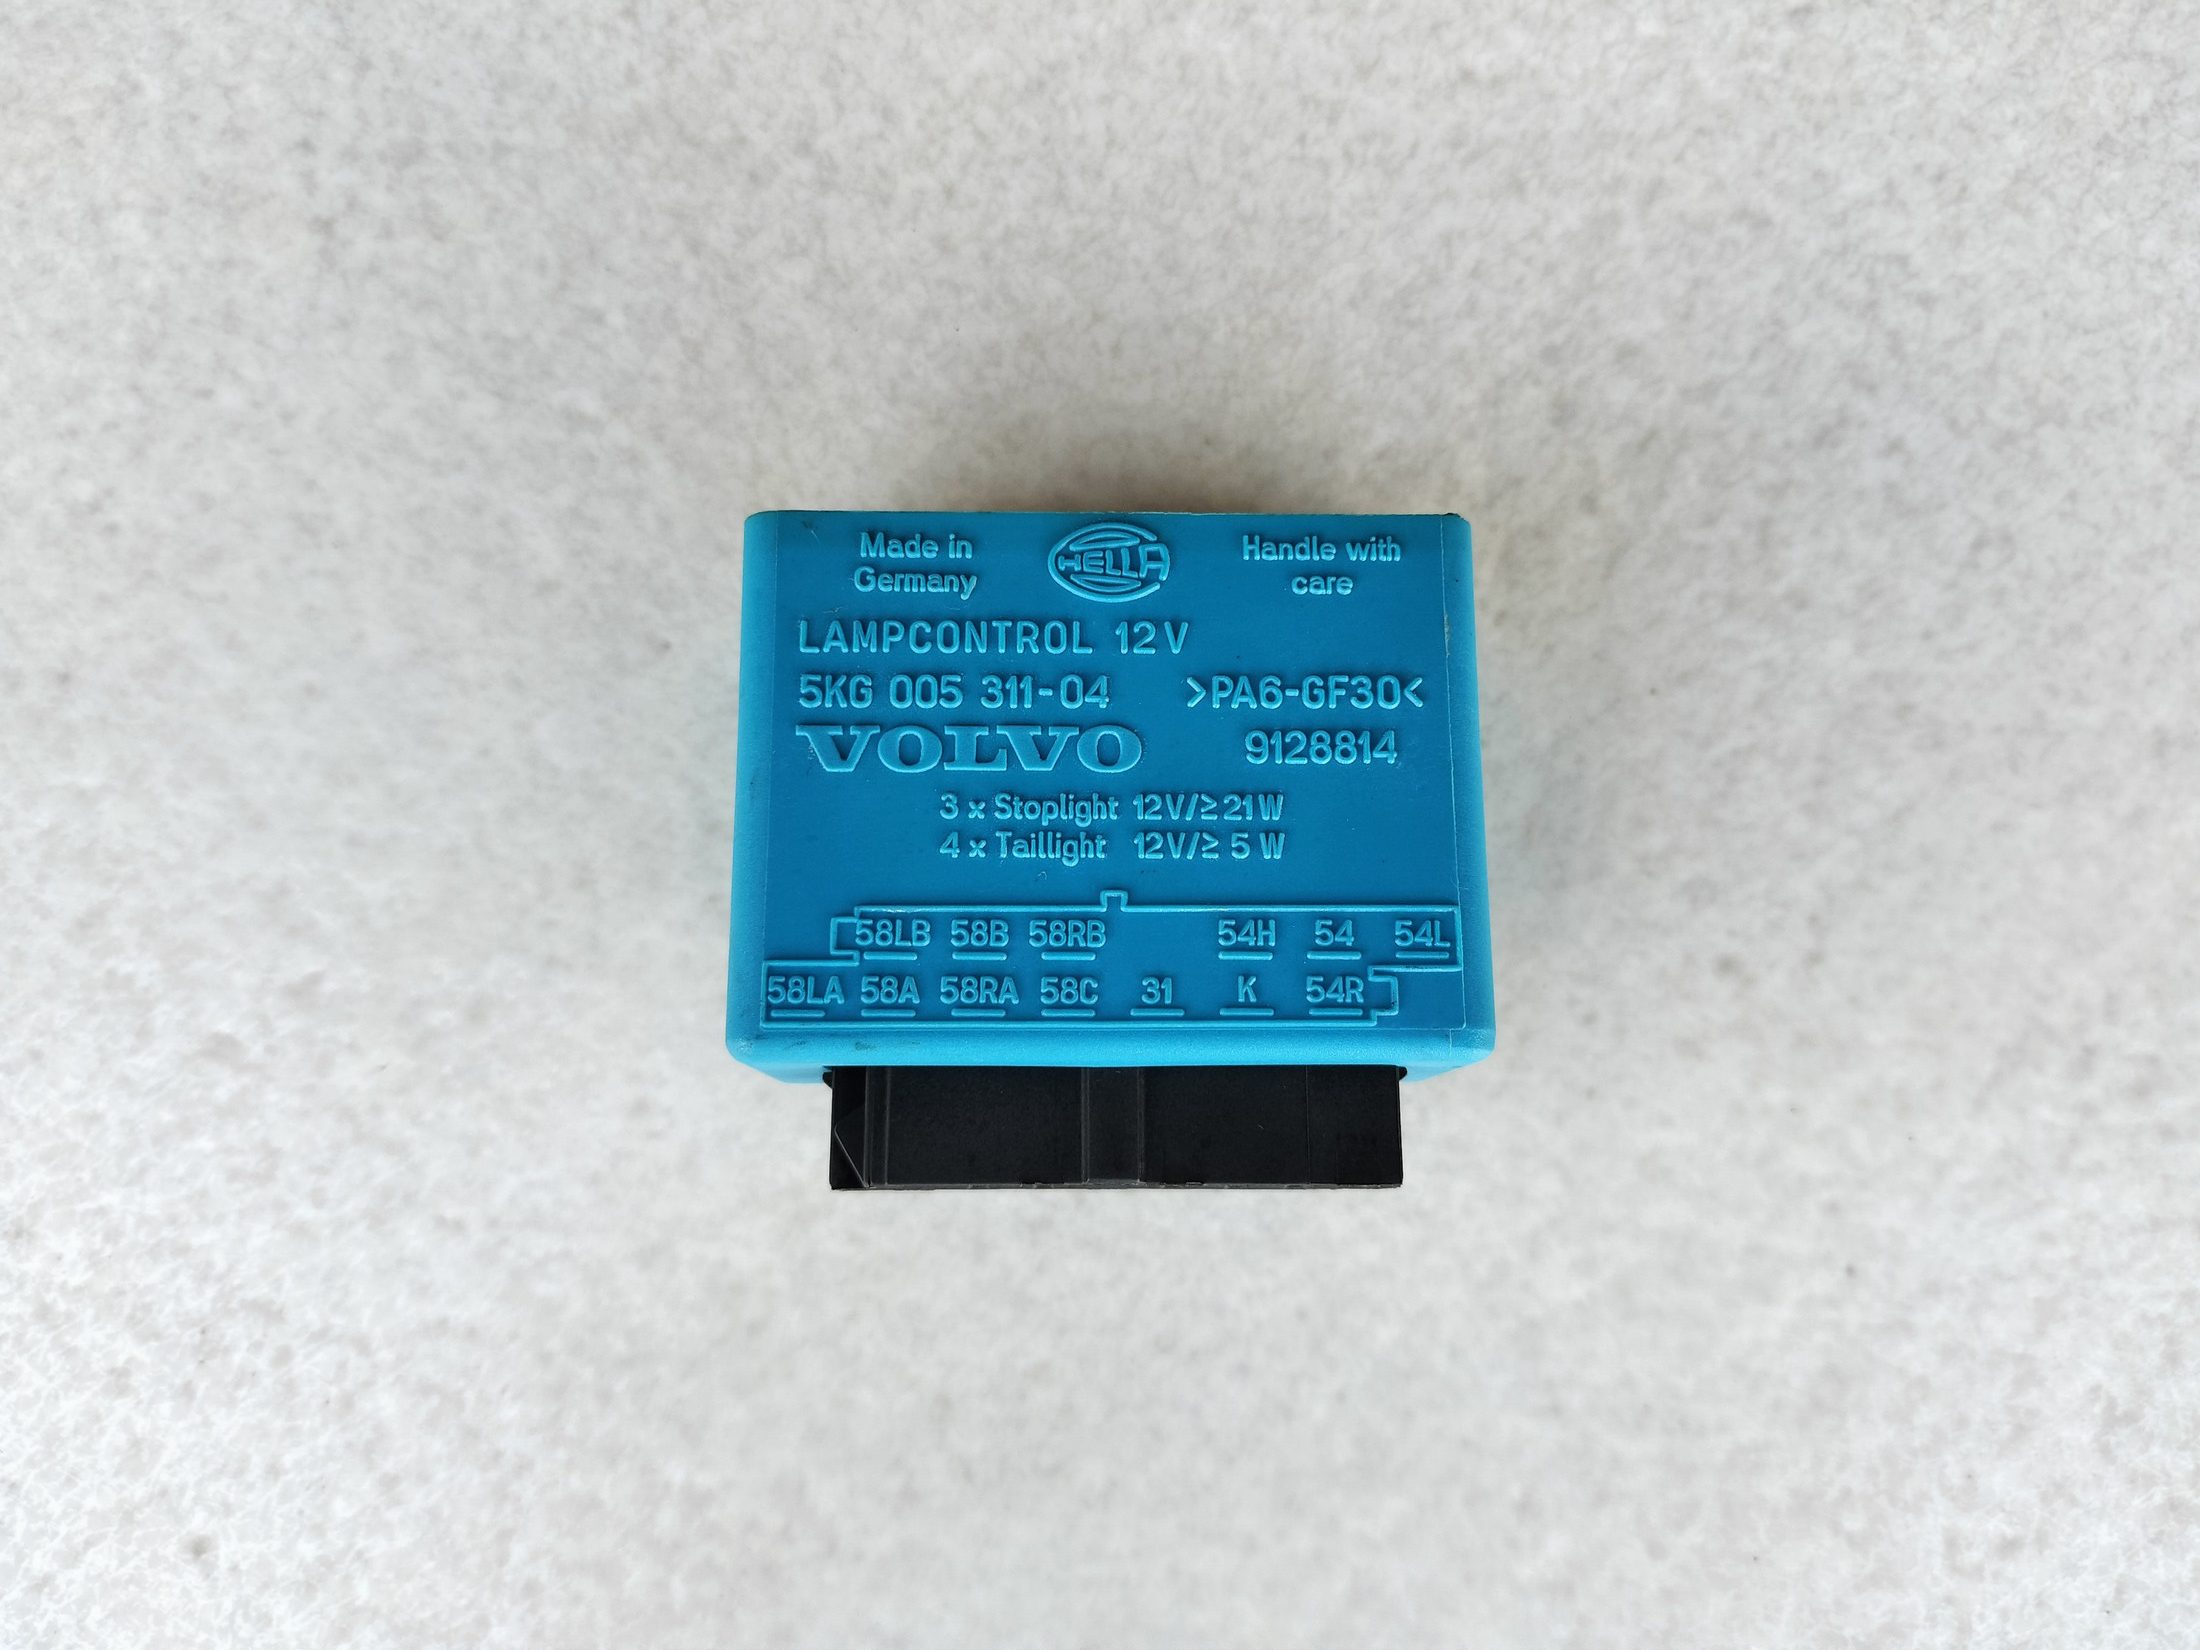 Made in
Germany
HELLA
Handle with
care
LAMPCONTROL 12V
5KG 005 311-04 >PA6-GF30<
VOLVO 9128814
3 x Stoplight 12V/≥21W
4 x Taillight 12V/≥ 5 W
58LB 58B 58RB 54H 54 54L
58LA 58A 58RA 58C 31 K 54R